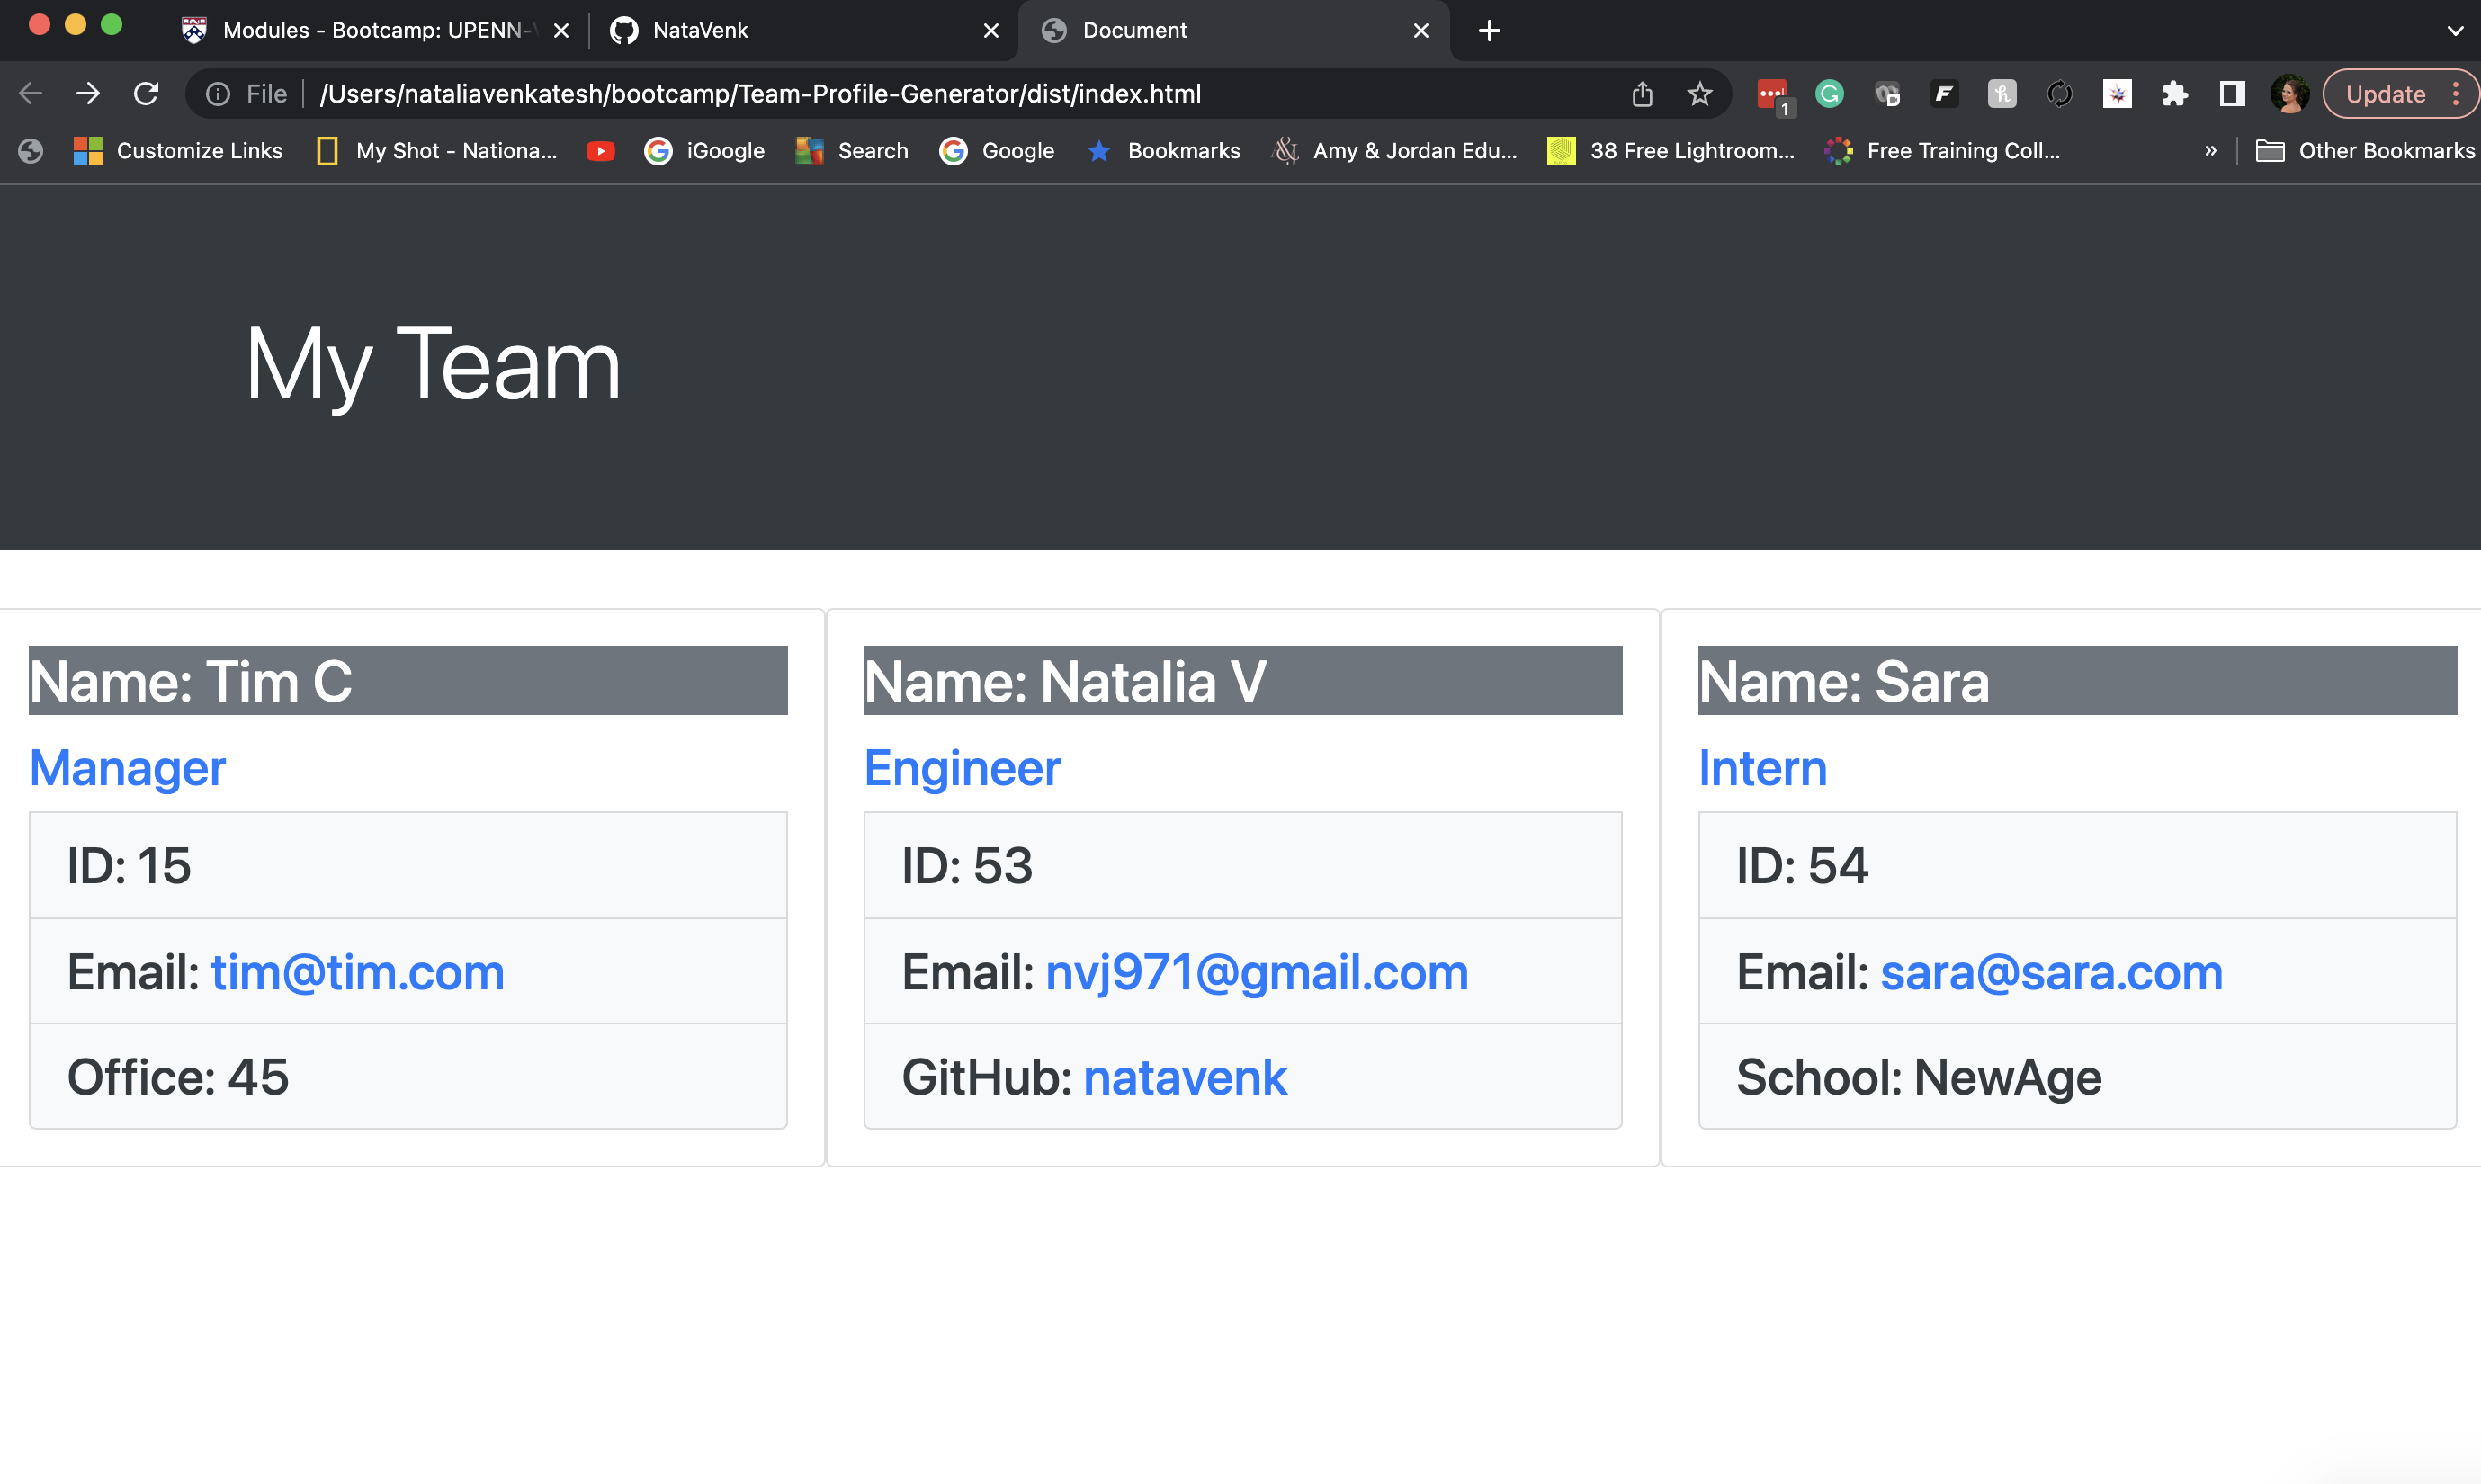 Modules - Bootcamp: UPENN-
NataVenk
Document
File
/Users/nataliavenkatesh/bootcamp/Team-Profile-Generator/dist/index.html
1
Update
Customize Links
My Shot - Nationa...
iGoogle
Search
Google
Bookmarks
Amy & Jordan Edu...
38 Free Lightroom...
Free Training Coll...
»
Other Bookmarks
My Team
Name: Tim C
Manager
ID: 15
Email: tim@tim.com
Office: 45
Name: Natalia V
Engineer
ID: 53
Email: nvj971@gmail.com
GitHub: natavenk
Name: Sara
Intern
ID: 54
Email: sara@sara.com
School: NewAge